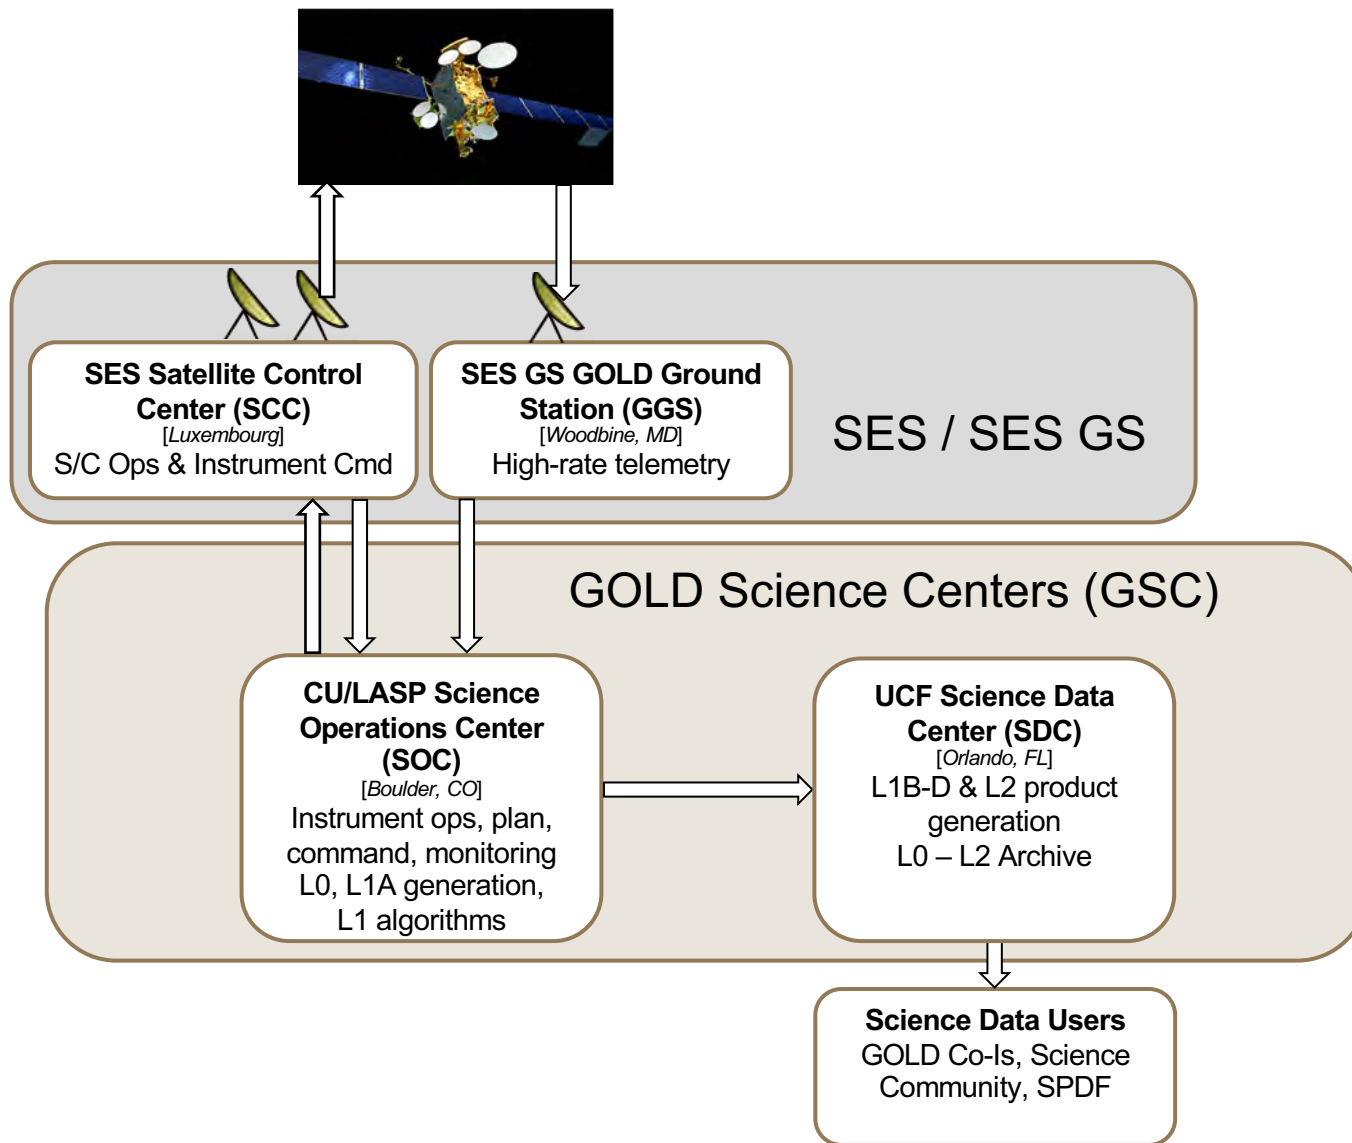 SES Satellite Control
Center (SCC)
[Luxembourg]
S/C Ops & Instrument Cmd
SES GS GOLD Ground
Station (GGS)
[Woodbine, MD]
High-rate telemetry
SES / SES GS
GOLD Science Centers (GSC)
CU/LASP Science
Operations Center
(SOC)
[Boulder, CO]
Instrument ops, plan,
command, monitoring
L0, L1A generation,
L1 algorithms
UCF Science Data
Center (SDC)
[Orlando, FL]
L1B-D & L2 product
generation
L0 – L2 Archive
Science Data Users
GOLD Co-Is, Science
Community, SPDF